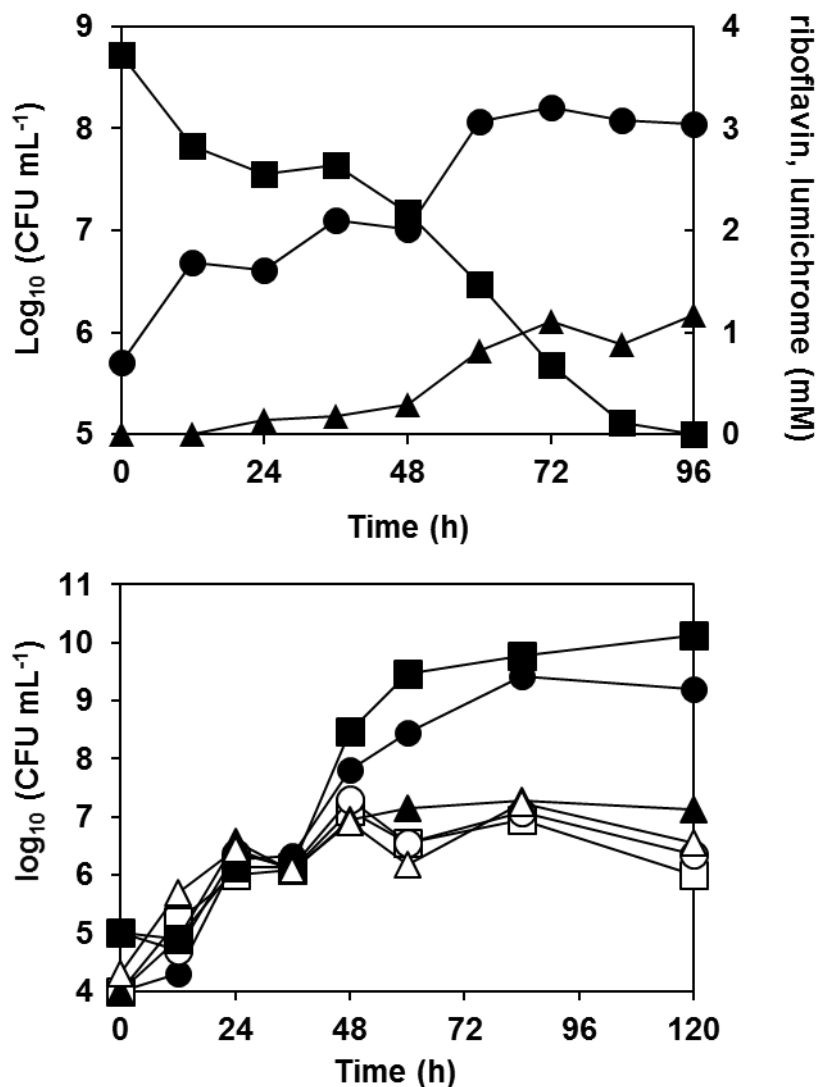 9
8
7
6
5
Log₁₀ (CFU mL⁻¹)
4
3
2
1
0
riboflavin, lumichrome (mM)
0 24 48 72 96
Time (h)
11
10
9
8
7
6
5
4
log₁₀ (CFU mL⁻¹)
0 24 48 72 96 120
Time (h)